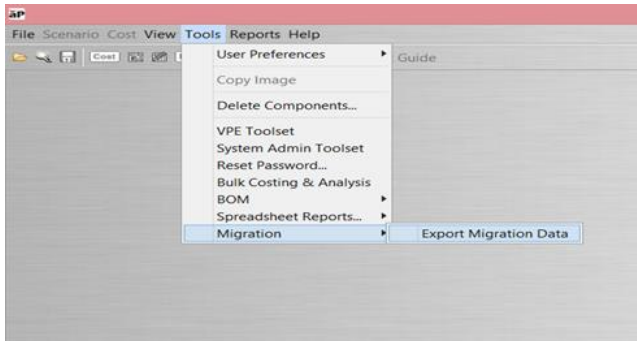 aP
File Scenario Cost View Tools Reports Help
Cost
Guide
User Preferences
Copy Image
Delete Components...
VPE Toolset
System Admin Toolset
Reset Password...
Bulk Costing & Analysis
BOM
Spreadsheet Reports...
Migration
Export Migration Data